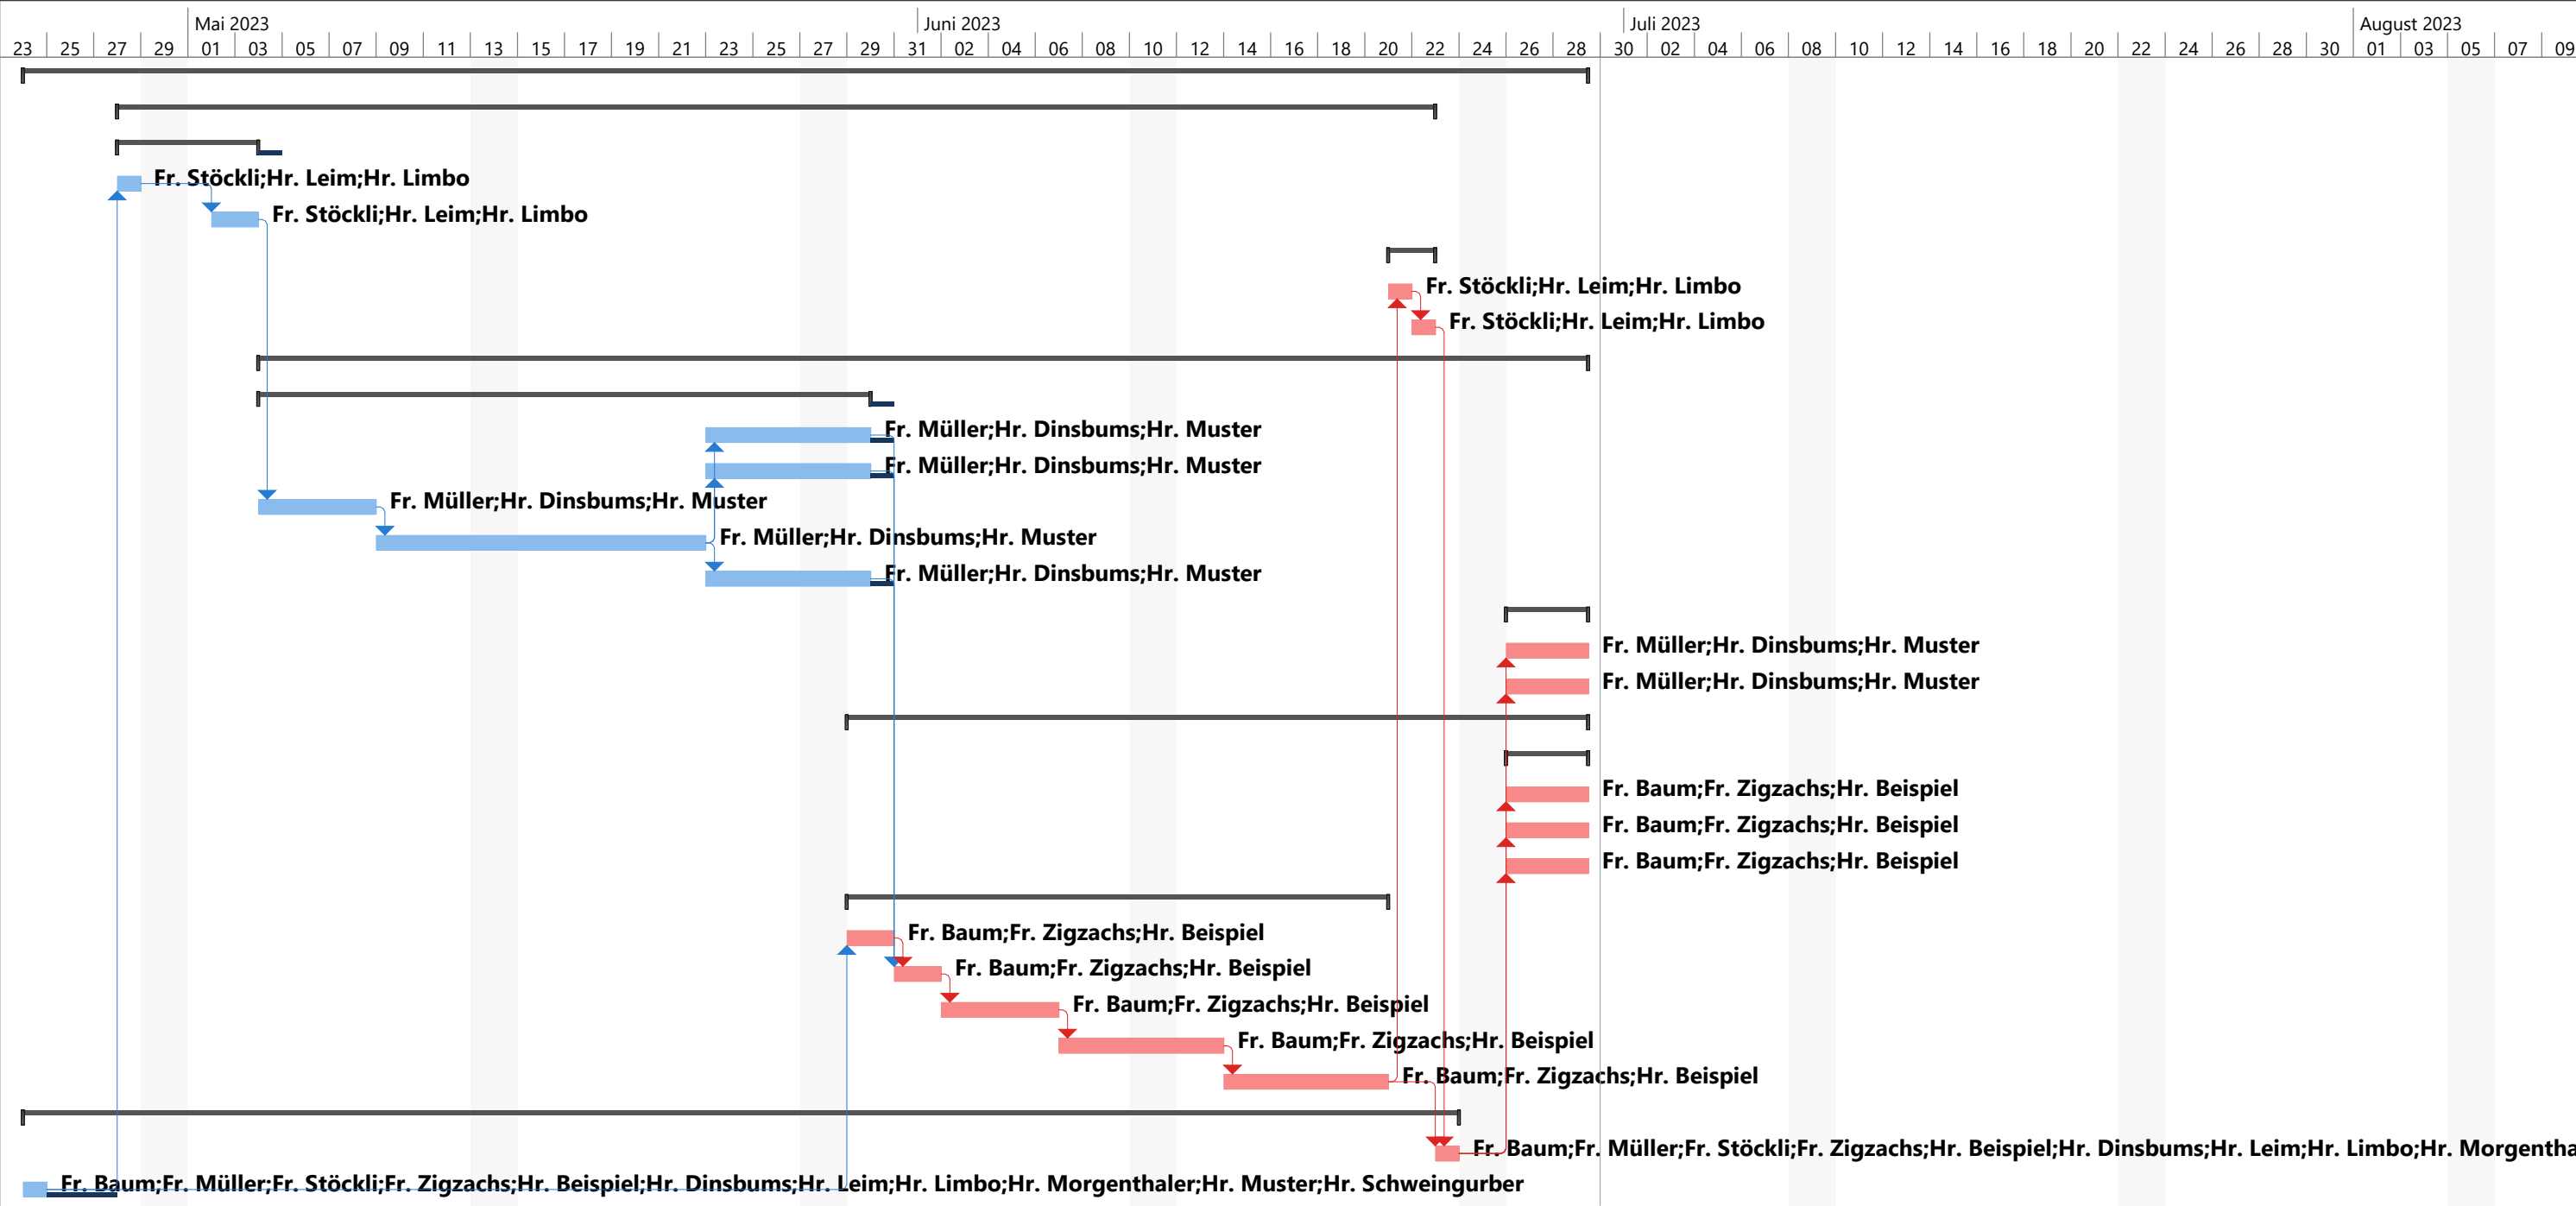 Mai 2023 Juni 2023 Juli 2023 August 2023
23 25 27 29 01 03 05 07 09 11 13 15 17 19 21 23 25 27 29 31 02 04 06 08 10 12 14 16 18 20 22 24 26 28 30 02 04 06 08 10 12 14 16 18 20 22 24 26 28 30 01 03 05 07 09
Fr. Stöckli;Hr. Leim;Hr. Limbo
Fr. Stöckli;Hr. Leim;Hr. Limbo
Fr. Stöckli;Hr. Leim;Hr. Limbo
Fr. Stöckli;Hr. Leim;Hr. Limbo
Fr. Müller;Hr. Dinsbums;Hr. Muster
Fr. Müller;Hr. Dinsbums;Hr. Muster
Fr. Müller;Hr. Dinsbums;Hr. Muster
Fr. Müller;Hr. Dinsbums;Hr. Muster
Fr. Müller;Hr. Dinsbums;Hr. Muster
Fr. Müller;Hr. Dinsbums;Hr. Muster
Fr. Müller;Hr. Dinsbums;Hr. Muster
Fr. Baum;Fr. Zigzachs;Hr. Beispiel
Fr. Baum;Fr. Zigzachs;Hr. Beispiel
Fr. Baum;Fr. Zigzachs;Hr. Beispiel
Fr. Baum;Fr. Zigzachs;Hr. Beispiel
Fr. Baum;Fr. Zigzachs;Hr. Beispiel
Fr. Baum;Fr. Zigzachs;Hr. Beispiel
Fr. Baum;Fr. Zigzachs;Hr. Beispiel
Fr. Baum;Fr. Zigzachs;Hr. Beispiel
Fr. Baum;Fr. Müller;Fr. Stöckli;Fr. Zigzachs;Hr. Beispiel;Hr. Dinsbums;Hr. Leim;Hr. Limbo;Hr. Morgentha
Fr. Baum;Fr. Müller;Fr. Stöckli;Fr. Zigzachs;Hr. Beispiel;Hr. Dinsbums;Hr. Leim;Hr. Limbo;Hr. Morgenthaler;Hr. Muster;Hr. Schweingurber